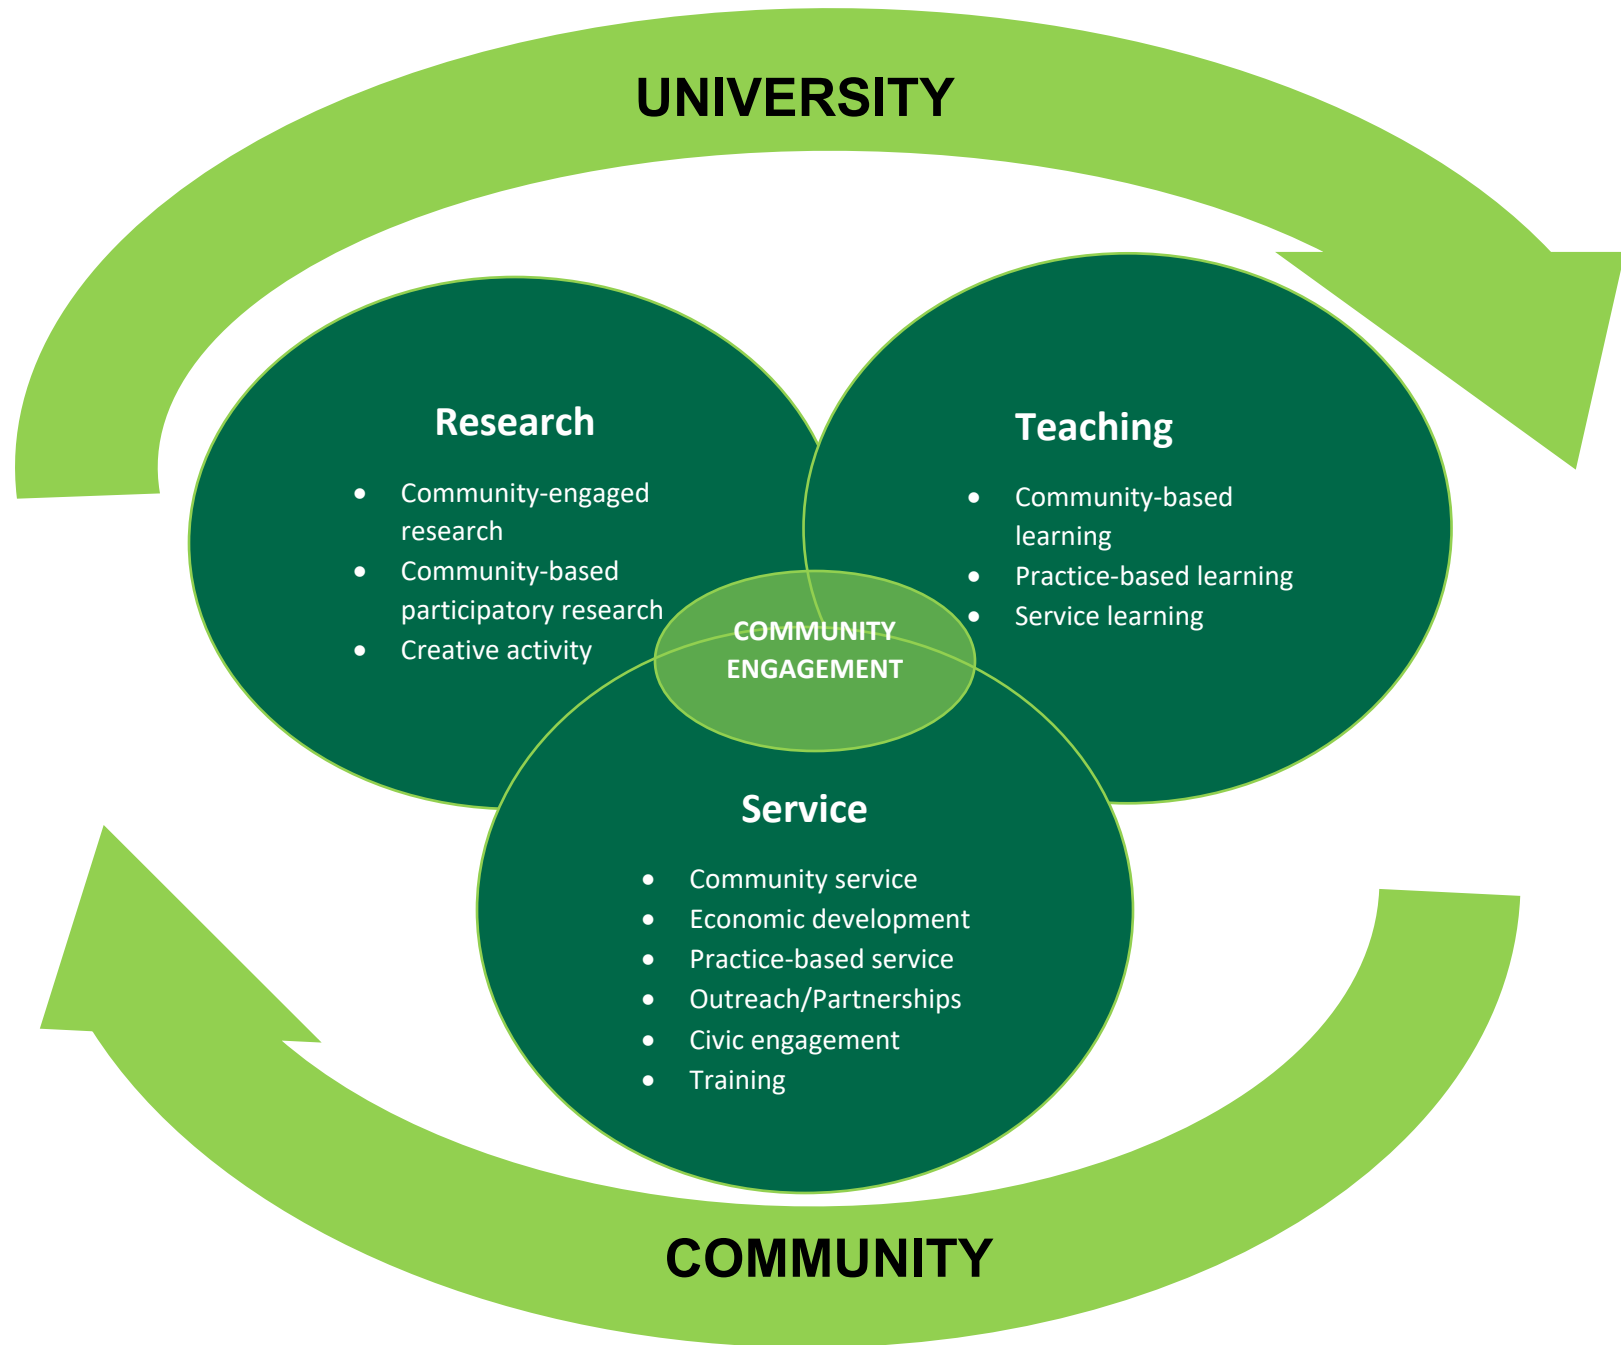 UNIVERSITY
Research
• Community-engaged
research
• Community-based
participatory research
• Creative activity
Teaching
• Community-based
learning
• Practice-based learning
• Service learning
COMMUNITY
ENGAGEMENT
Service
• Community service
• Economic development
• Practice-based service
• Outreach/Partnerships
• Civic engagement
• Training
COMMUNITY